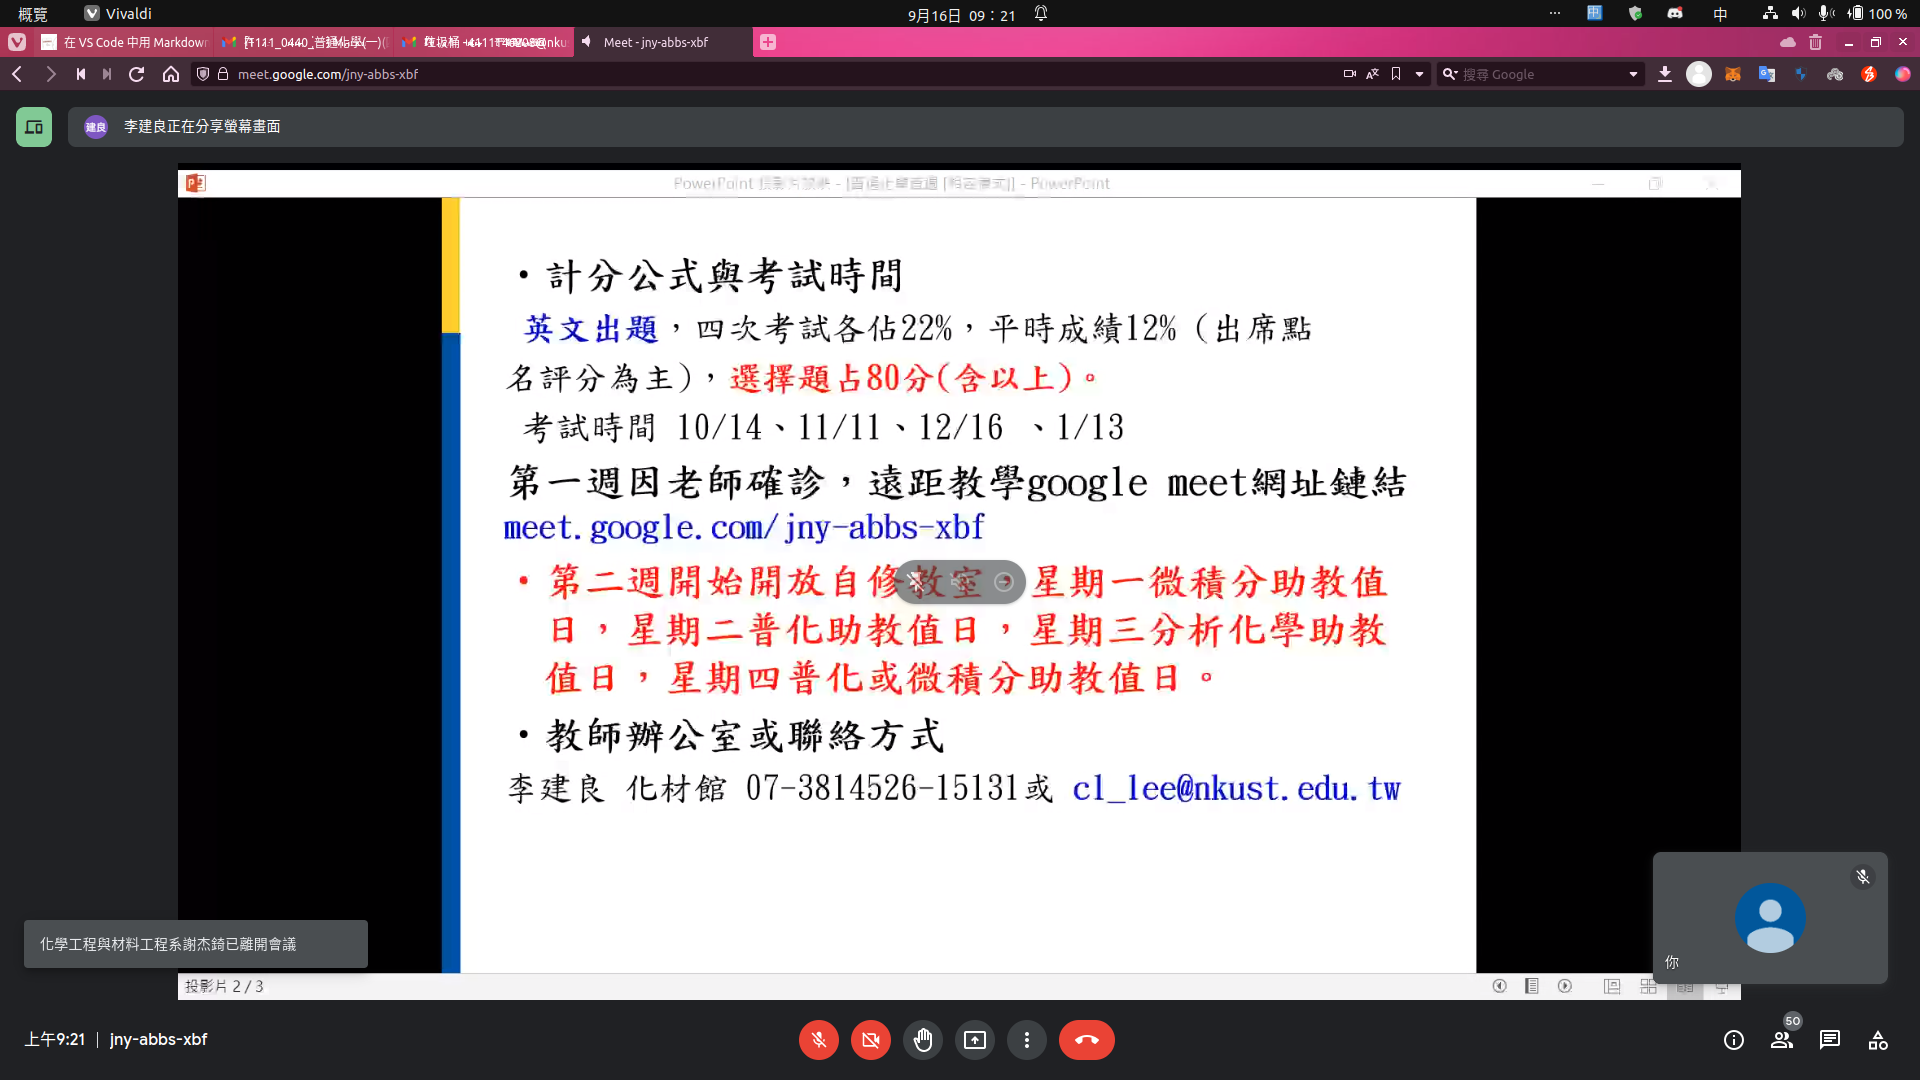 概覽 Vivaldi 9月16日 09：21 中 100 %
在 VS Code 中用 Markdown
Meet - jny-abbs-xbf
meet.google.com/jny-abbs-xbf 搜尋 Google
建良 李建良正在分享螢幕畫面
PowerPoint - PowerPoint
・計分公式與考試時間
英文出題，四次考試各佔22%，平時成績12%（出席點
名評分為主），選擇題占80分(含以上)。
考試時間 10/14、11/11、12/16 、1/13
第一週因老師確診，遠距教學google meet網址鏈結
meet.google.com/jny-abbs-xbf
・第二週開始開放自修教室，星期一微積分助教值
日，星期二普化助教值日，星期三分析化學助教
值日，星期四普化或微積分助教值日。
・教師辦公室或聯絡方式
李建良 化材館 07-3814526-15131或 cl_lee@nkust.edu.tw
化學工程與材料工程系謝杰錡已離開會議
你
投影片 2 / 3
上午9:21 | jny-abbs-xbf
50